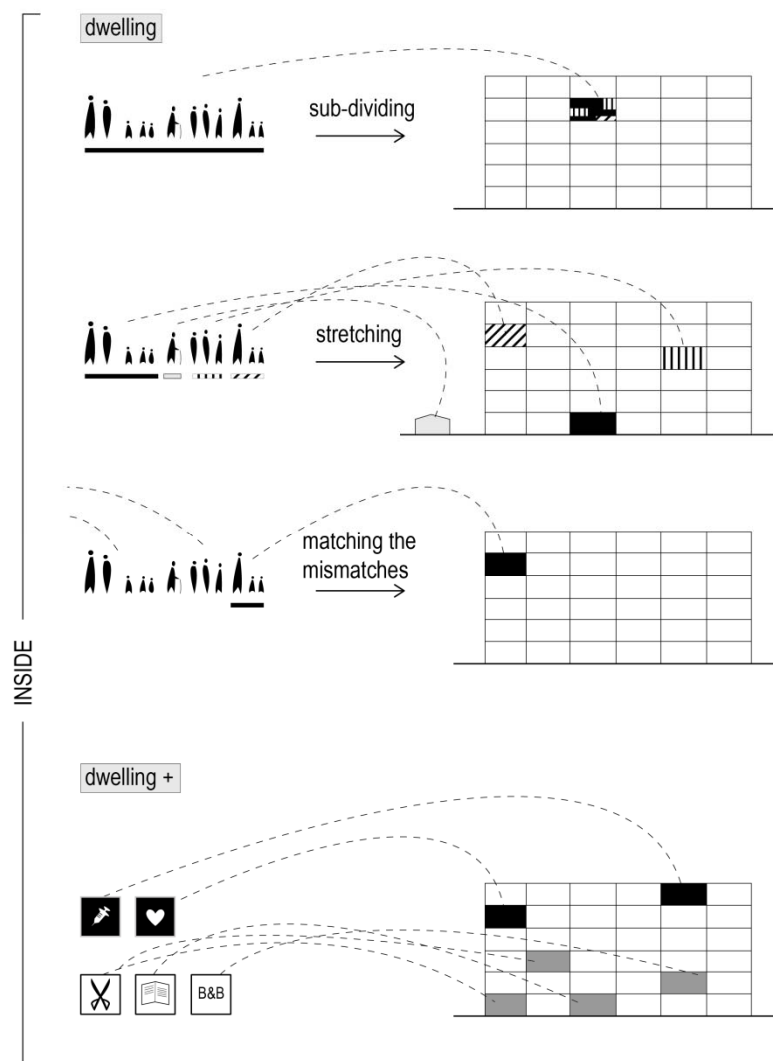 dwelling
sub-dividing
stretching
matching the
mismatches
INSIDE
dwelling +
B&B